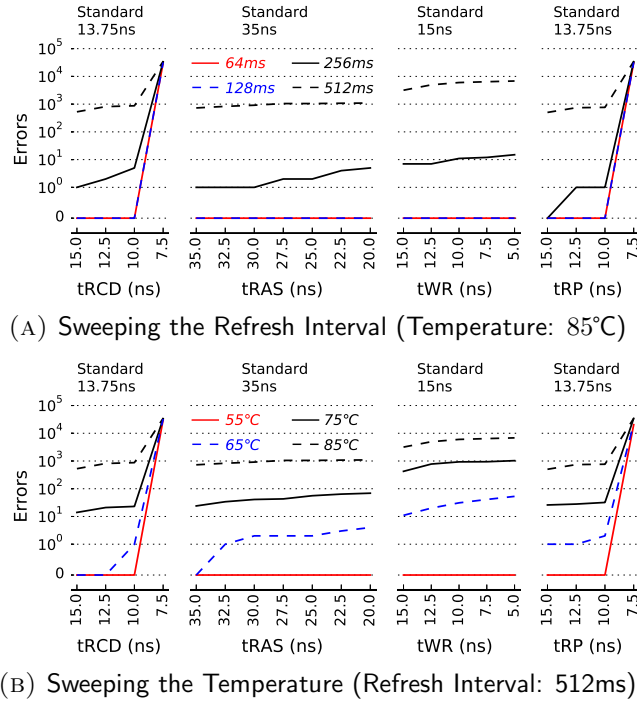 Standard 13.75ns
Standard 35ns
Standard 15ns
Standard 13.75ns
Errors
10^5
10^4
10^3
10^2
10^1
10^0
0
64ms
128ms
256ms
512ms
15.0 12.5 10.0 7.5
35.0 32.5 30.0 27.5 25.0 22.5 20.0
15.0 12.5 10.0 7.5 5.0
15.0 12.5 10.0 7.5
tRCD (ns) tRAS (ns) tWR (ns) tRP (ns)
(A) Sweeping the Refresh Interval (Temperature: 85℃)
Standard 13.75ns
Standard 35ns
Standard 15ns
Standard 13.75ns
Errors
10^5
10^4
10^3
10^2
10^1
10^0
0
55℃
65℃
75℃
85℃
15.0 12.5 10.0 7.5
35.0 32.5 30.0 27.5 25.0 22.5 20.0
15.0 12.5 10.0 7.5 5.0
15.0 12.5 10.0 7.5
tRCD (ns) tRAS (ns) tWR (ns) tRP (ns)
(B) Sweeping the Temperature (Refresh Interval: 512ms)